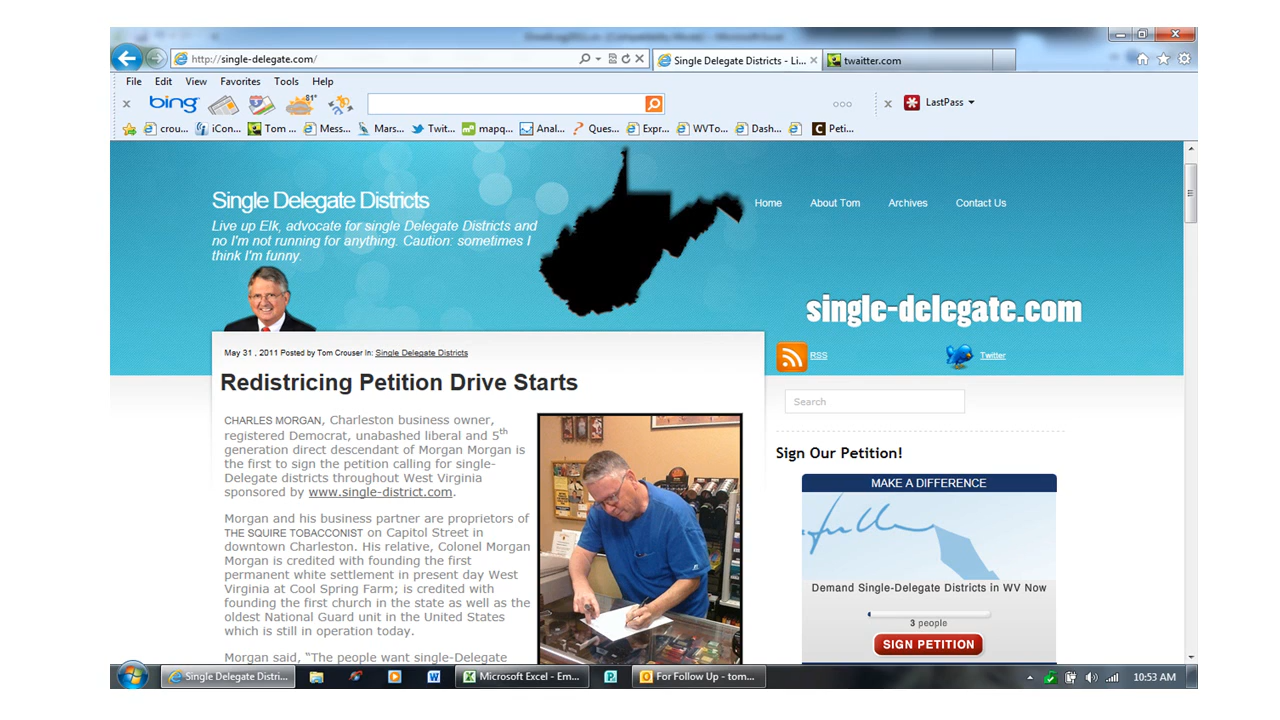 http://single-delegate.com/
Single Delegate Districts - Li...
twaitter.com
File Edit View Favorites Tools Help
x bing 81° LastPass
crou... iCon... Tom ... Mess... Mars... Twit... mapq... Anal... Ques... Expr... WVTo... Dash... Peti...
Single Delegate Districts
Live up Elk, advocate for single Delegate Districts and
no I'm not running for anything. Caution: sometimes I
think I'm funny.
Home About Tom Archives Contact Us
single-delegate.com
RSS Twitter
May 31 , 2011 Posted by Tom Crouser In: Single Delegate Districts
Redistricing Petition Drive Starts
CHARLES MORGAN, Charleston business owner,
registered Democrat, unabashed liberal and 5th
generation direct descendant of Morgan Morgan is
the first to sign the petition calling for single-
Delegate districts throughout West Virginia
sponsored by www.single-district.com.
Morgan and his business partner are proprietors of
THE SQUIRE TOBACCONIST on Capitol Street in
downtown Charleston. His relative, Colonel Morgan
Morgan is credited with founding the first
permanent white settlement in present day West
Virginia at Cool Spring Farm; is credited with
founding the first church in the state as well as the
oldest National Guard unit in the United States
which is still in operation today.
Morgan said, "The people want single-Delegate
Search
Sign Our Petition!
MAKE A DIFFERENCE
Demand Single-Delegate Districts in WV Now
3 people
SIGN PETITION
Single Delegate Distri...
Microsoft Excel - Em...
For Follow Up - tom...
10:53 AM